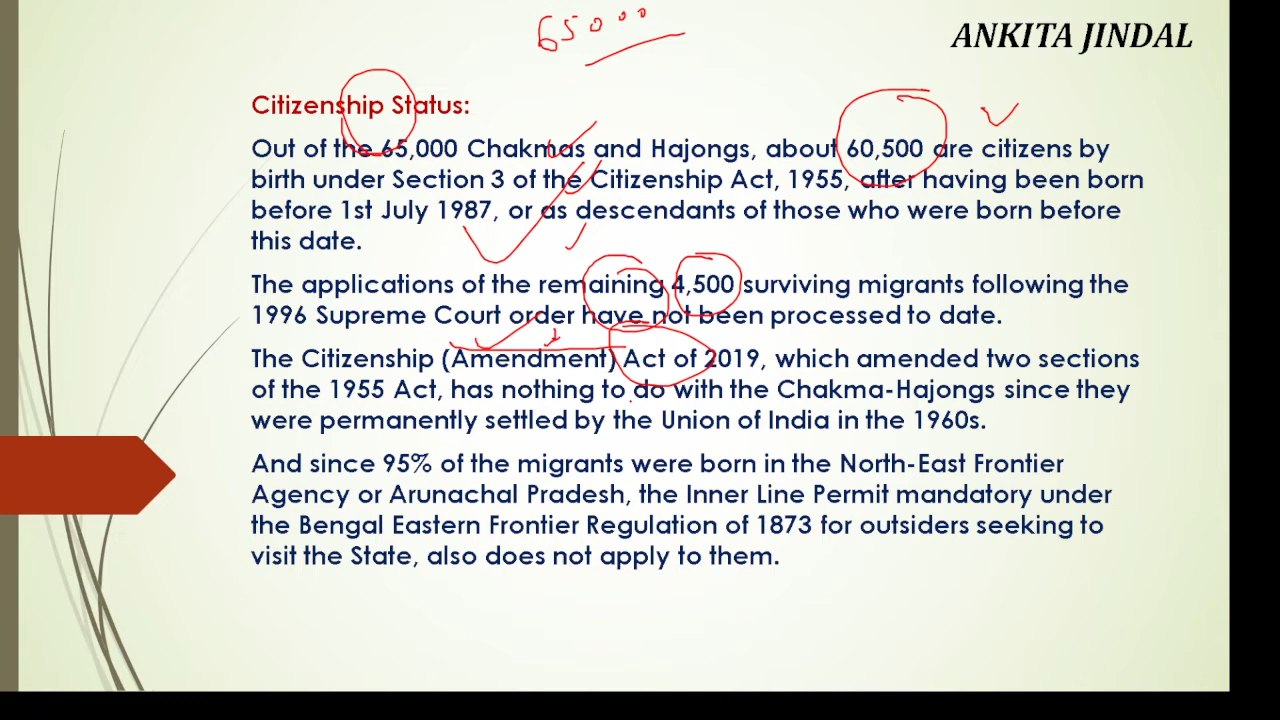 65000
ANKITA JINDAL
Citizenship Status:
Out of the 65,000 Chakmas and Hajongs, about 60,500 are citizens by
birth under Section 3 of the Citizenship Act, 1955, after having been born
before 1st July 1987, or as descendants of those who were born before
this date.
The applications of the remaining 4,500 surviving migrants following the
1996 Supreme Court order have not been processed to date.
The Citizenship (Amendment) Act of 2019, which amended two sections
of the 1955 Act, has nothing to do with the Chakma-Hajongs since they
were permanently settled by the Union of India in the 1960s.
And since 95% of the migrants were born in the North-East Frontier
Agency or Arunachal Pradesh, the Inner Line Permit mandatory under
the Bengal Eastern Frontier Regulation of 1873 for outsiders seeking to
visit the State, also does not apply to them.